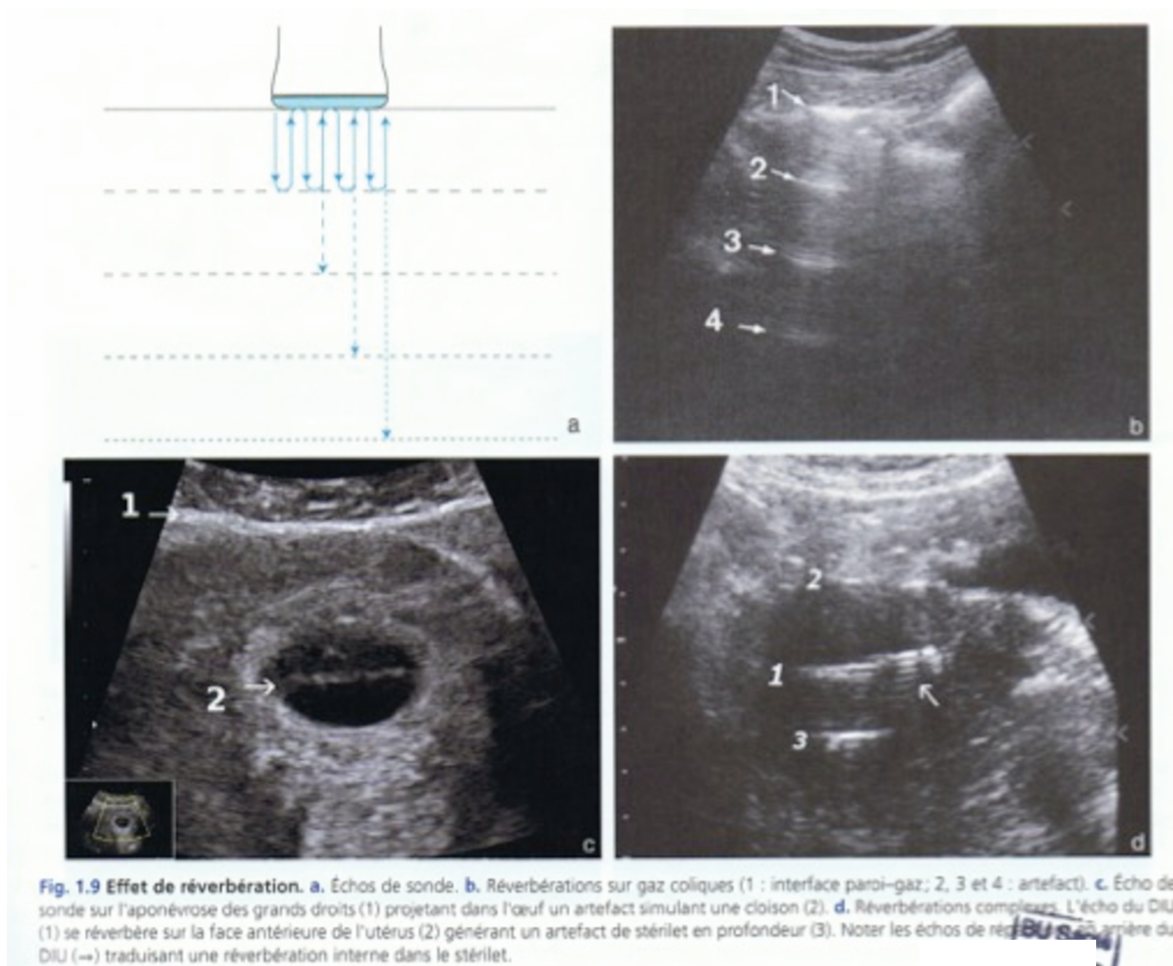 a
1
2
3
4
b
1
2
c
2
1
3
d
Fig. 1.9 Effet de réverbération. a. Échos de sonde. b. Réverbérations sur gaz coliques (1 : interface paroi-gaz; 2, 3 et 4 : artefact). c. Écho de
sonde sur l'aponévrose des grands droits (1) projetant dans l'œuf un artefact simulant une cloison (2). d. Réverbérations complexes. L'écho du DIU
(1) se réverbère sur la face antérieure de l'utérus (2) générant un artefact de stérilet en profondeur (3). Noter les échos de arrière du
DIU (→) traduisant une réverbération interne dans le stérilet.